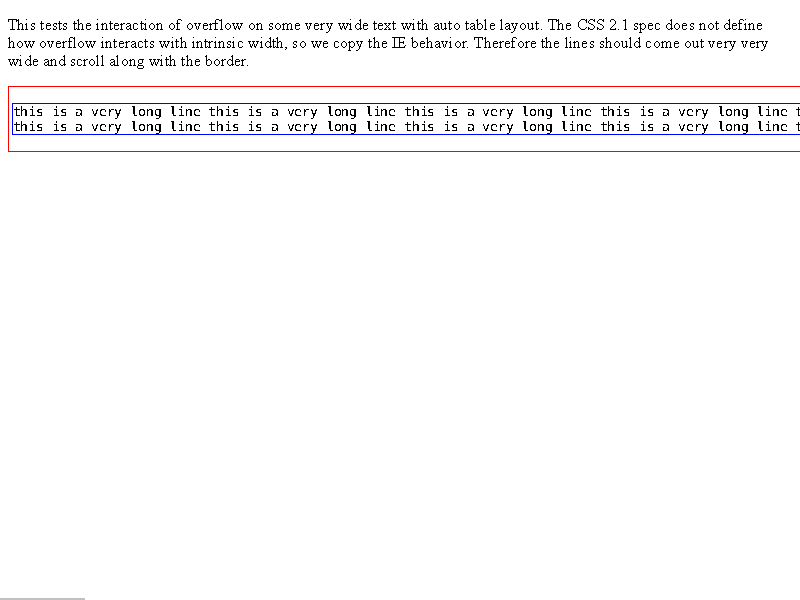 This tests the interaction of overflow on some very wide text with auto table layout. The CSS 2.1 spec does not define
how overflow interacts with intrinsic width, so we copy the IE behavior. Therefore the lines should come out very very
wide and scroll along with the border.
this is a very long line this is a very long line this is a very long line this is a very long line t
this is a very long line this is a very long line this is a very long line this is a very long line t